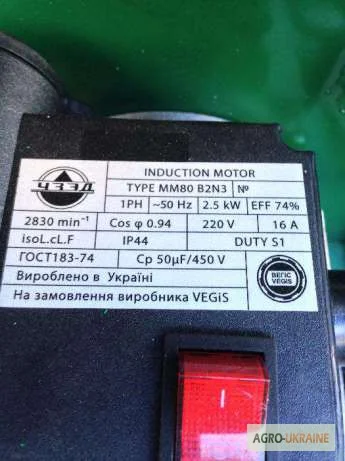 ЧЗЭД
INDUCTION MOTOR
TYPE MM80 B2N3 №
1PH ~50 Hz 2.5 kW EFF 74%
2830 min⁻¹ Cos φ 0.94 220 V 16 A
isoL.cL.F IP44 DUTY S1
ГОСТ183-74 Cp 50µF/450 V
Вироблено в Україні
На замовлення виробника VEGiS
ВЕГІС
VEGiS
AGRO-UKRAINE